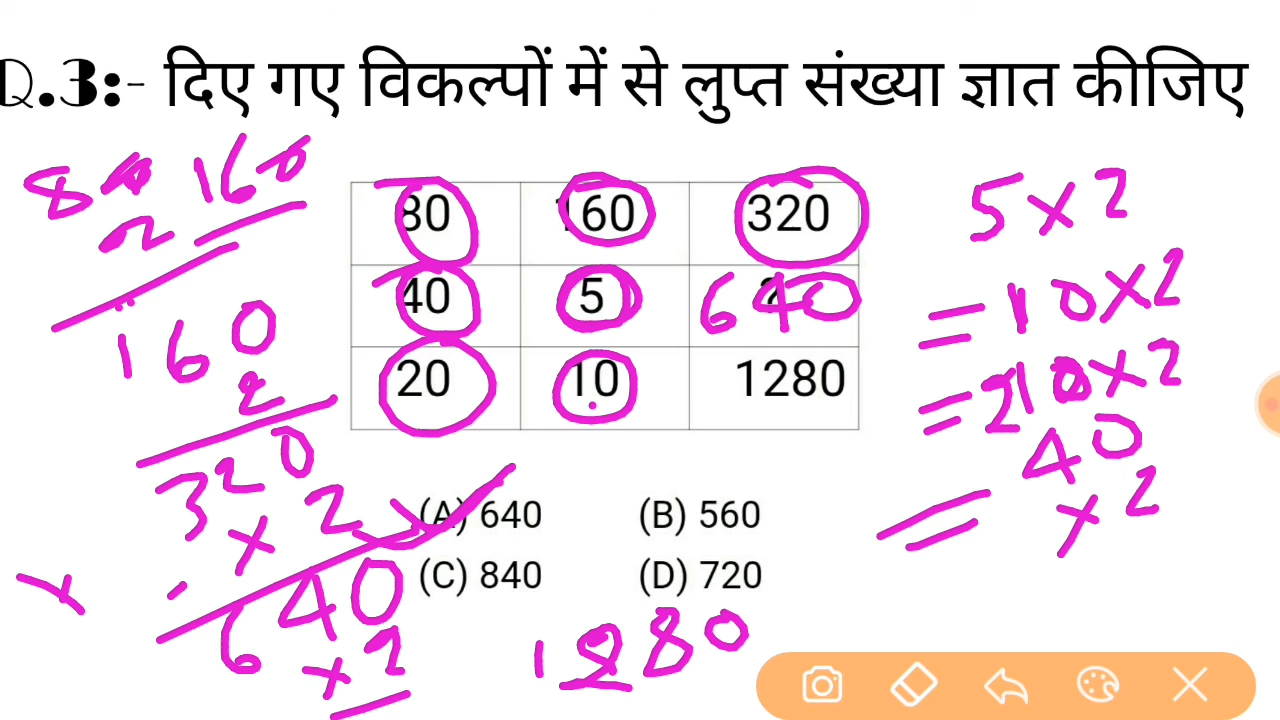 Q.3:- दिए गए विकल्पों में से लुप्त संख्या ज्ञात कीजिए
80 160 320
40 5 640
20 10 1280
(A) 640 (B) 560
(C) 840 (D) 720
160
2
320
x 2
640
x 2
1280
5 x 2
= 10 x 2
x 2
40
= x 2